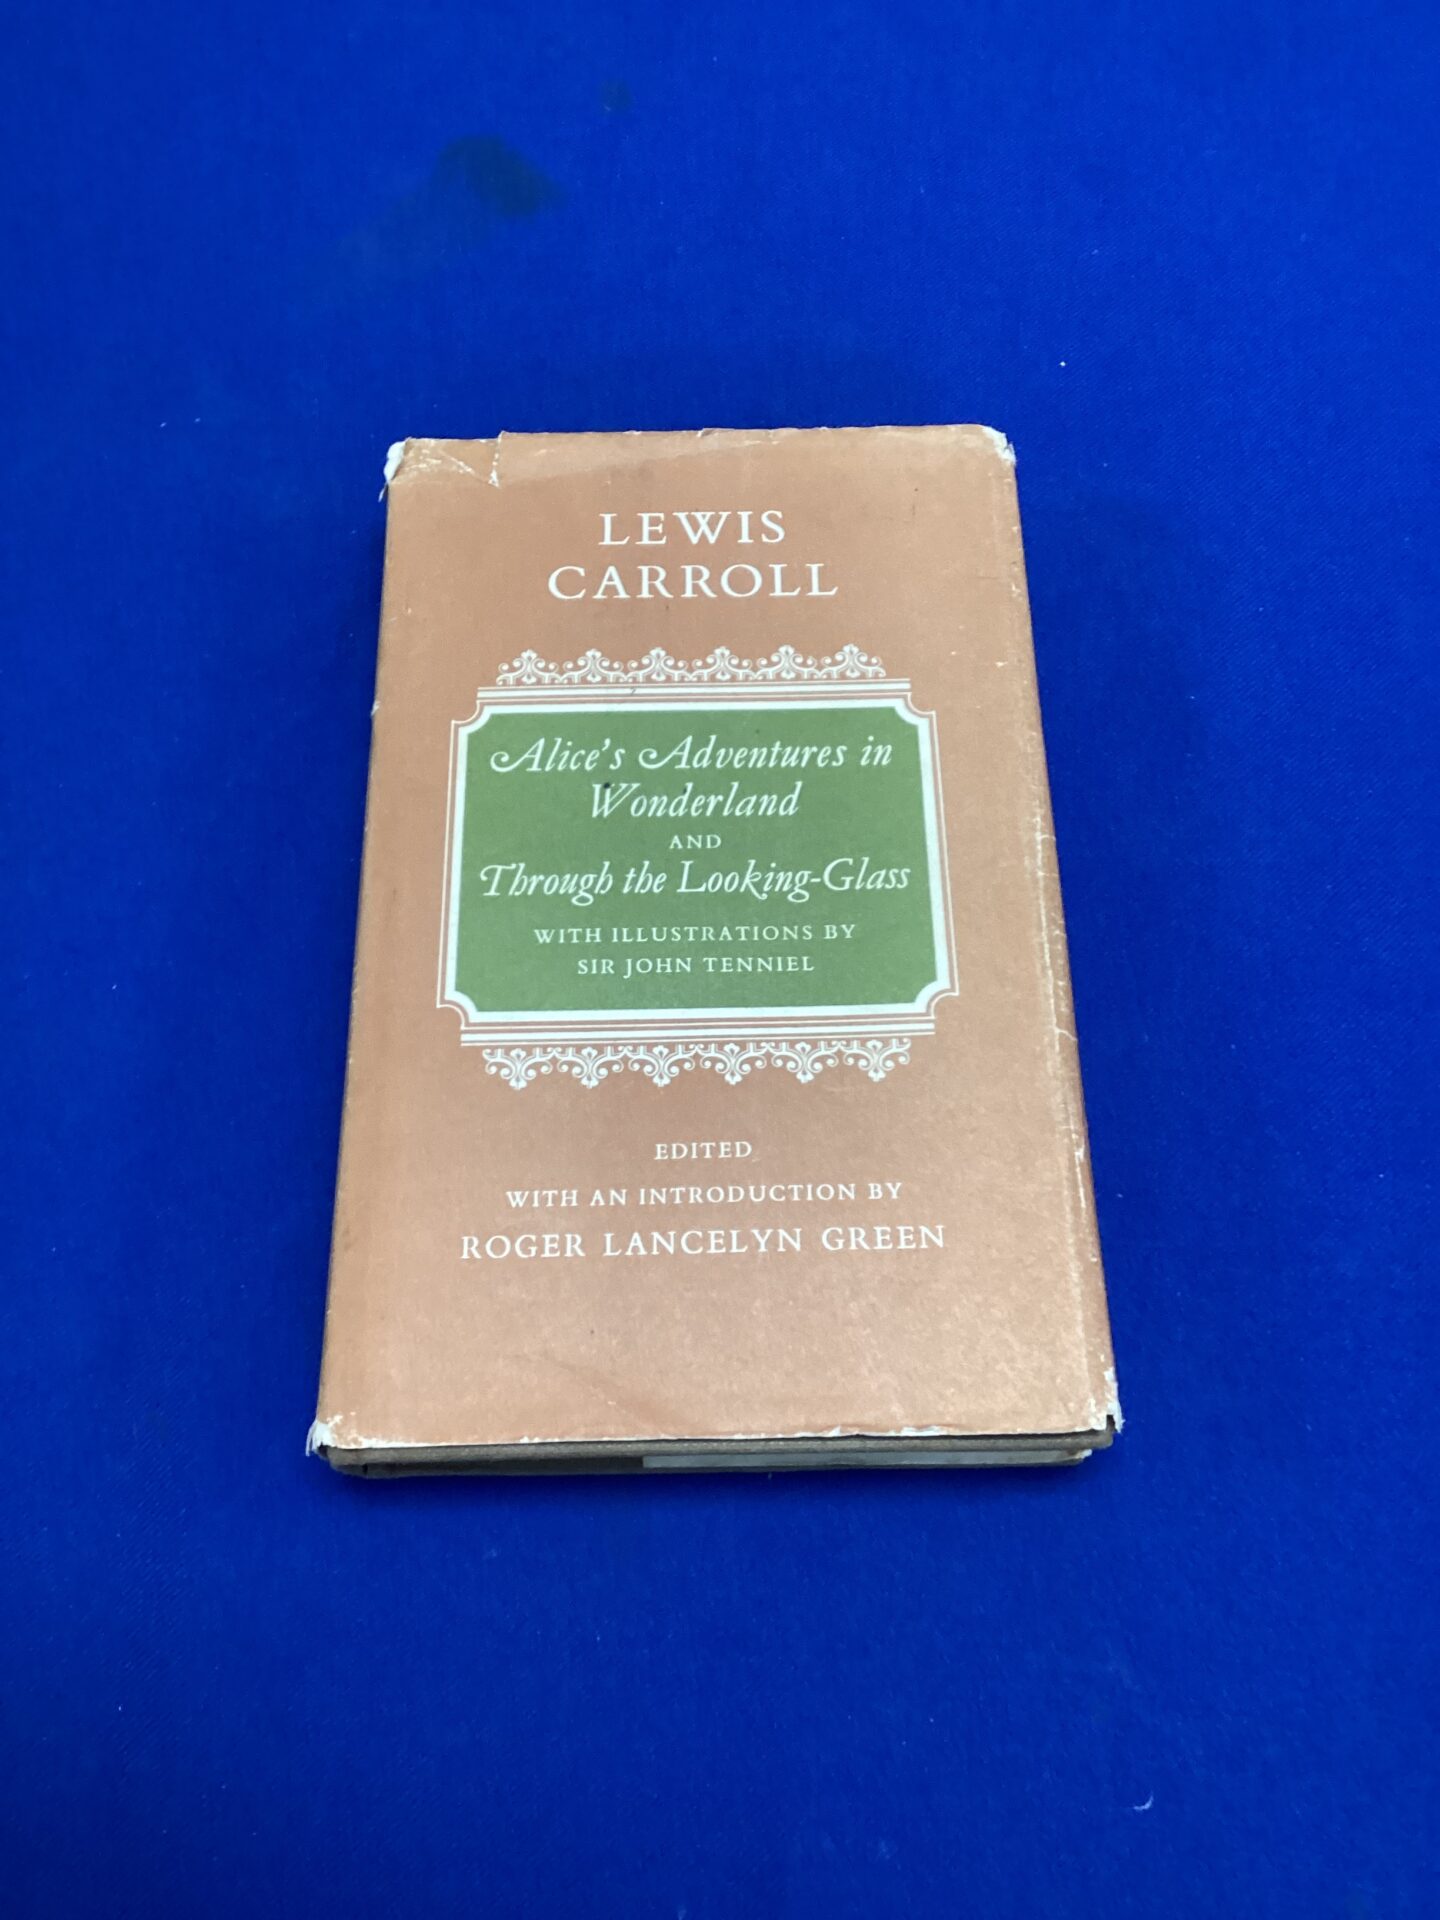 LEWIS
CARROLL
Alice's Adventures in
Wonderland
AND
Through the Looking-Glass
WITH ILLUSTRATIONS BY
SIR JOHN TENNIEL
EDITED
WITH AN INTRODUCTION BY
ROGER LANCELYN GREEN